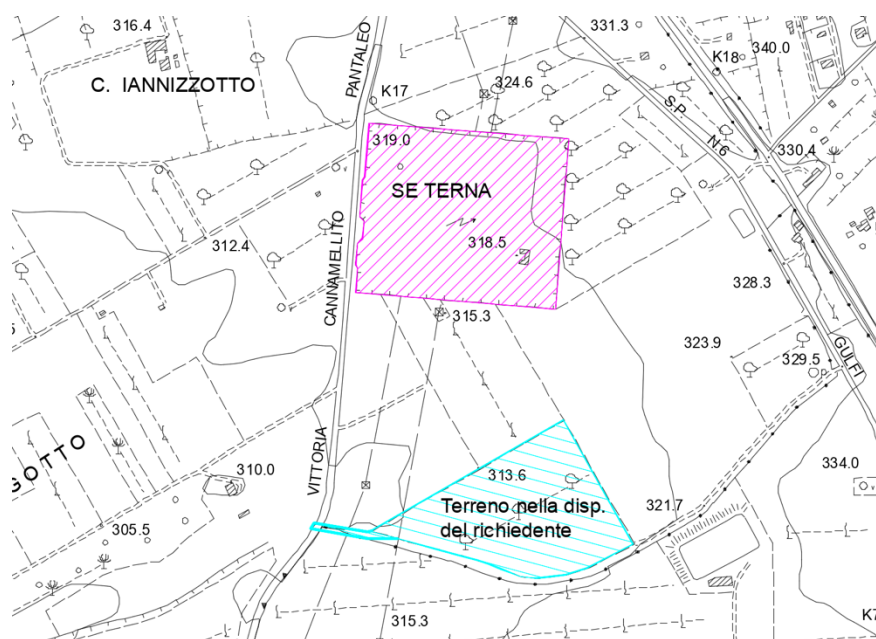 316.4
331.3
K18
340.0
C. IANNIZZOTTO
PANTALEO
K17
324.6
S.P. N.6
319.0
330.4
SE TERNA
312.4
CANNAMELLITO
318.5
328.3
315.3
323.9
329.5
GULFI
GOTTO
310.0
VITTORIA
313.6
334.0
Terreno nella disp.
del richiedente
321.7
305.5
315.3
K7